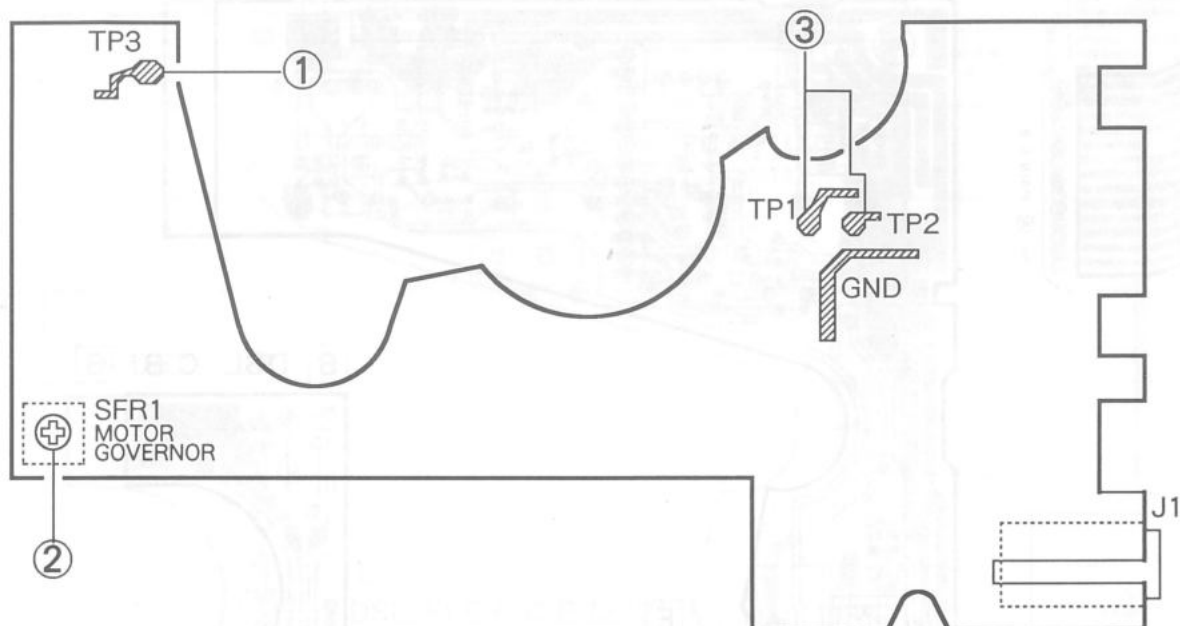 TP3
①
③
TP1
TP2
GND
SFR1
MOTOR
GOVERNOR
②
J1